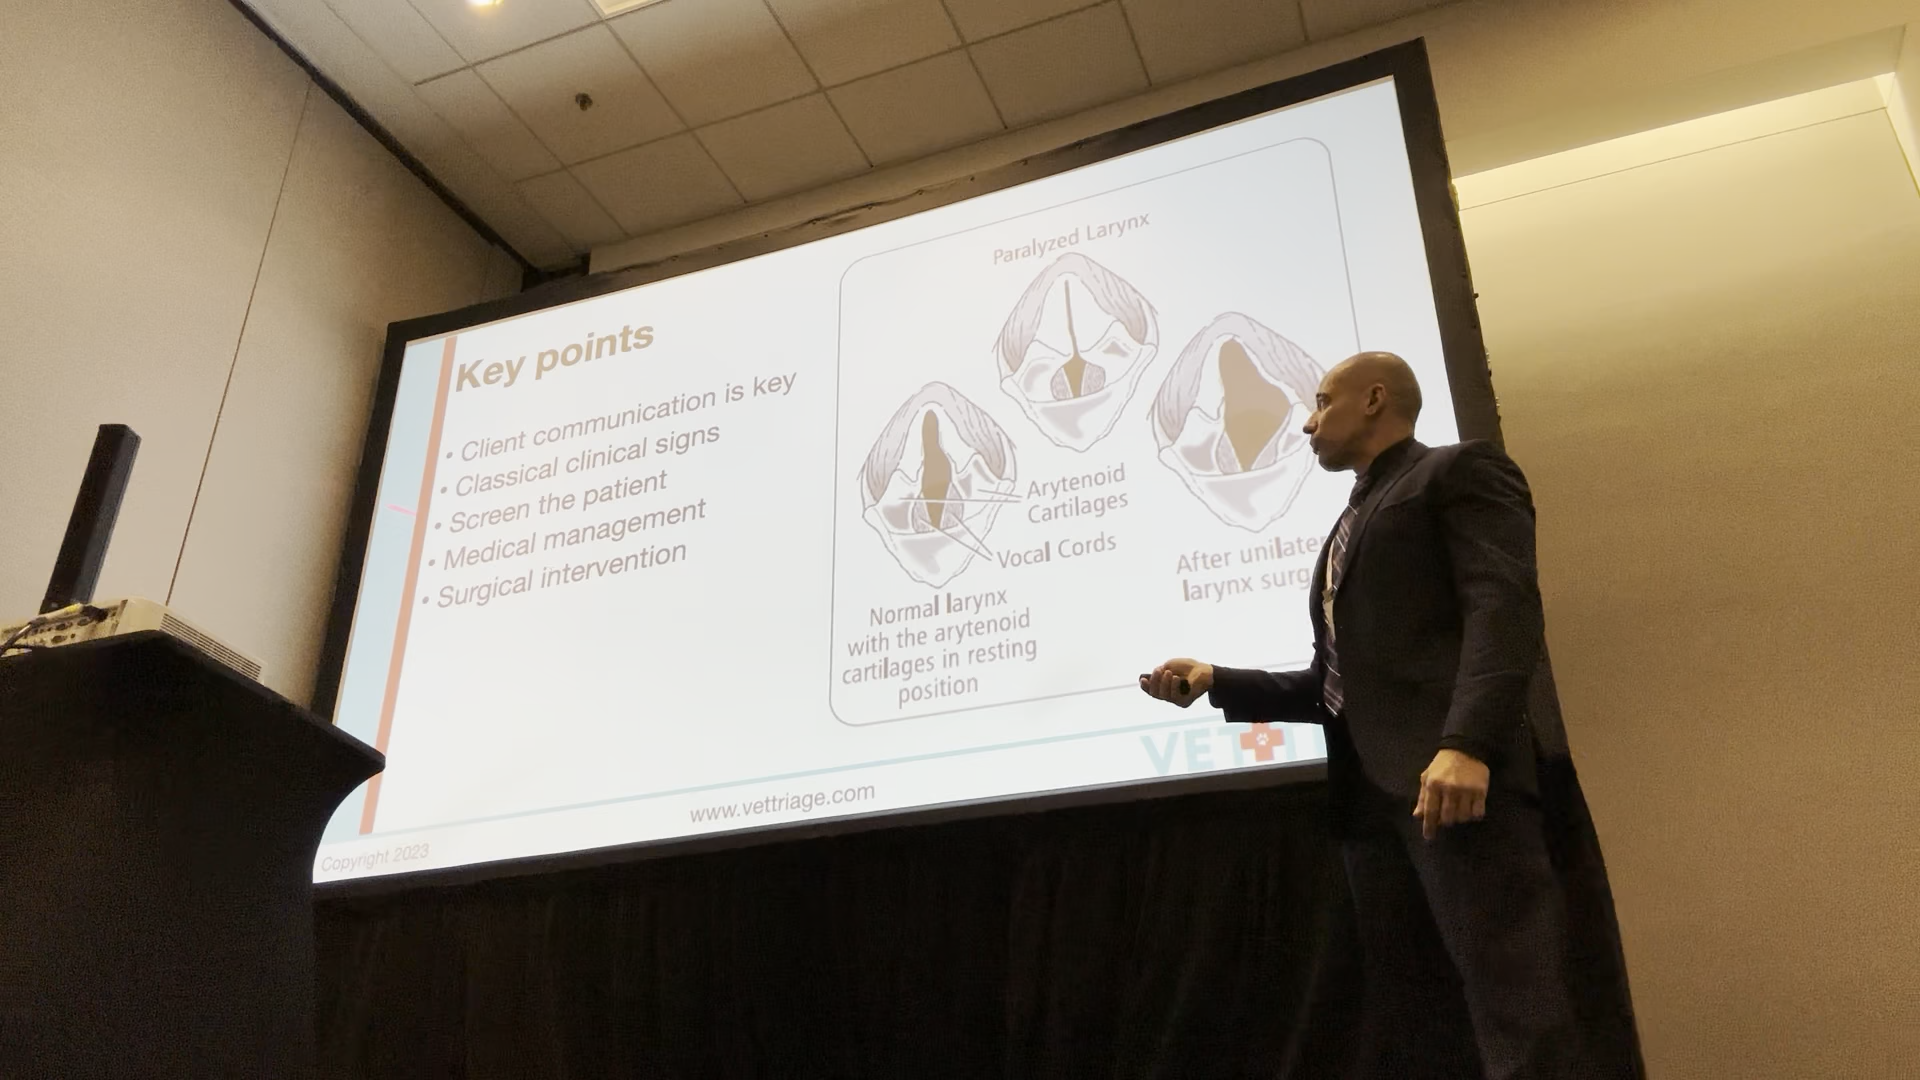 Key points
• Client communication is key
• Classical clinical signs
• Screen the patient
• Medical management
• Surgical intervention
Paralyzed Larynx
Arytenoid
Cartilages
Vocal Cords
Normal larynx
with the arytenoid
cartilages in resting
position
After
larynx
www.vettriage.com
Copyright 2023